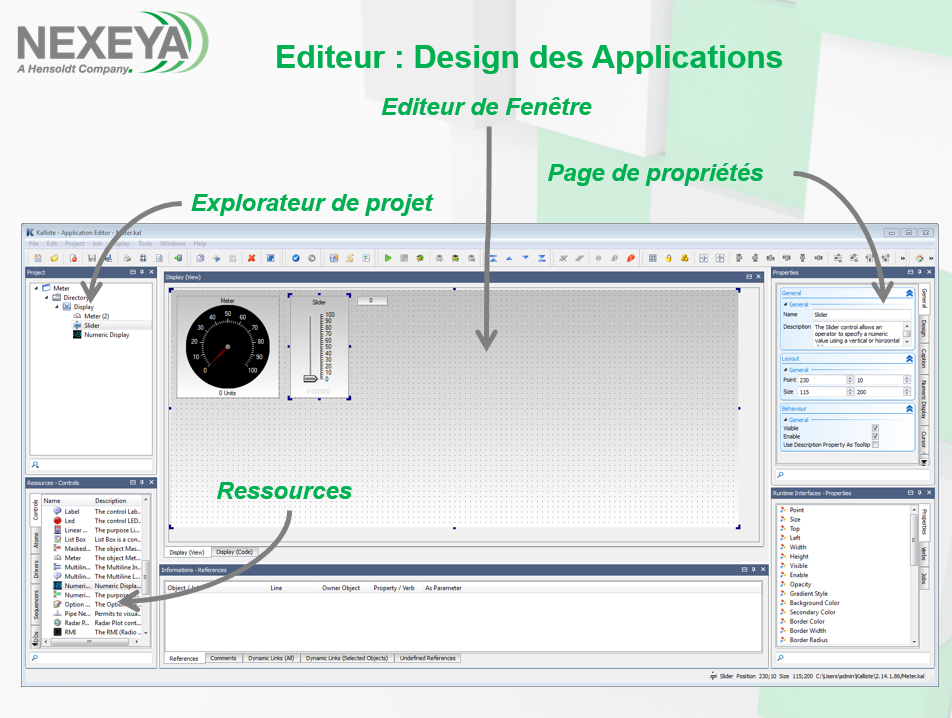 NEXEYA
A Hensoldt Company
Editeur : Design des Applications
Editeur de Fenêtre
Page de propriétés
Explorateur de projet
Kalliste - Application Editor - Meter.kal
File Edit Project Job Display Tools Windows Help
Project
Meter
Directory
Display
Meter (2)
Slider
Numeric Display
Display (View)
Meter
0 10 20 30 40 50 60 70 80 90 100
0 Units
Slider
100
90
80
70
60
50
40
30
20
10
0
0
Display (View) Display (Code)
Properties
General
General
Name Slider
Description The Slider control allows an
operator to specify a numeric
value using a vertical or horizontal
Layout
General
Point 230 10
Size 115 200
Behaviour
General
Visible
Enable
Use Description Property As Tooltip
General
Design
Caption
Numeric Display
Cursor
Ressources
Resources - Controls
Controls
Atoms
Drivers
Sequencers
Name Description
Label The control Lab...
Led The control LED...
Linear ... The purpose Li...
List Box List Box is a con...
Masked... The object Mas...
Meter The object Met...
Multilin... The Multiline In...
Multilin... The Multiline L...
Numeri... Numeric Displa...
Numeri... The purpose
Option ... The Option
Pipe Ne... Permits to visua...
Radar P... Radar Plot cont...
RMI The RMI (Radio ...
Informations - References
Line Owner Object Property / Verb As Parameter
References Comments Dynamic Links (All) Dynamic Links (Selected Objects) Undefined References
Runtime Interfaces - Properties
Point
Size
Top
Left
Width
Height
Visible
Enable
Opacity
Gradient Style
Background Color
Secondary Color
Border Color
Border Width
Border Radius
Properties
Verbs
Jobs
Slider Position 230;10 Size 115;200 C:\Users\admin\Kalliste\2.14.1.86\Meter.kal